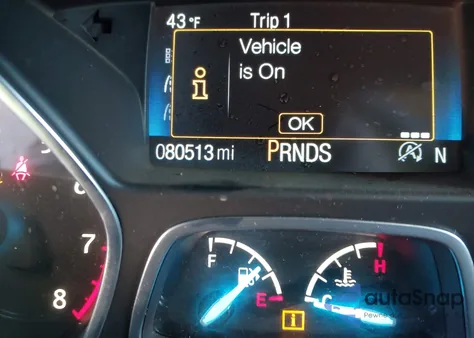 43°F Trip 1
Vehicle
is On
i
OK
080513 mi PRNDS N
6
7
8
F
E
H
C
i
autoSnap